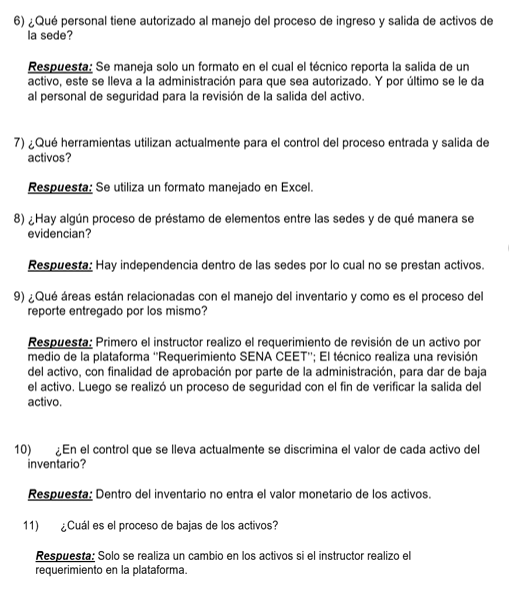 6) ¿Qué personal tiene autorizado al manejo del proceso de ingreso y salida de activos de
la sede?
Respuesta: Se maneja solo un formato en el cual el técnico reporta la salida de un
activo, este se lleva a la administración para que sea autorizado. Y por último se le da
al personal de seguridad para la revisión de la salida del activo.
7) ¿Qué herramientas utilizan actualmente para el control del proceso entrada y salida de
activos?
Respuesta: Se utiliza un formato manejado en Excel.
8) ¿Hay algún proceso de préstamo de elementos entre las sedes y de qué manera se
evidencian?
Respuesta: Hay independencia dentro de las sedes por lo cual no se prestan activos.
9) ¿Qué áreas están relacionadas con el manejo del inventario y como es el proceso del
reporte entregado por los mismo?
Respuesta: Primero el instructor realizo el requerimiento de revisión de un activo por
medio de la plataforma "Requerimiento SENA CEET"; El técnico realiza una revisión
del activo, con finalidad de aprobación por parte de la administración, para dar de baja
el activo. Luego se realizó un proceso de seguridad con el fin de verificar la salida del
activo.
10) ¿En el control que se lleva actualmente se discrimina el valor de cada activo del
inventario?
Respuesta: Dentro del inventario no entra el valor monetario de los activos.
11) ¿Cuál es el proceso de bajas de los activos?
Respuesta: Solo se realiza un cambio en los activos si el instructor realizo el
requerimiento en la plataforma.